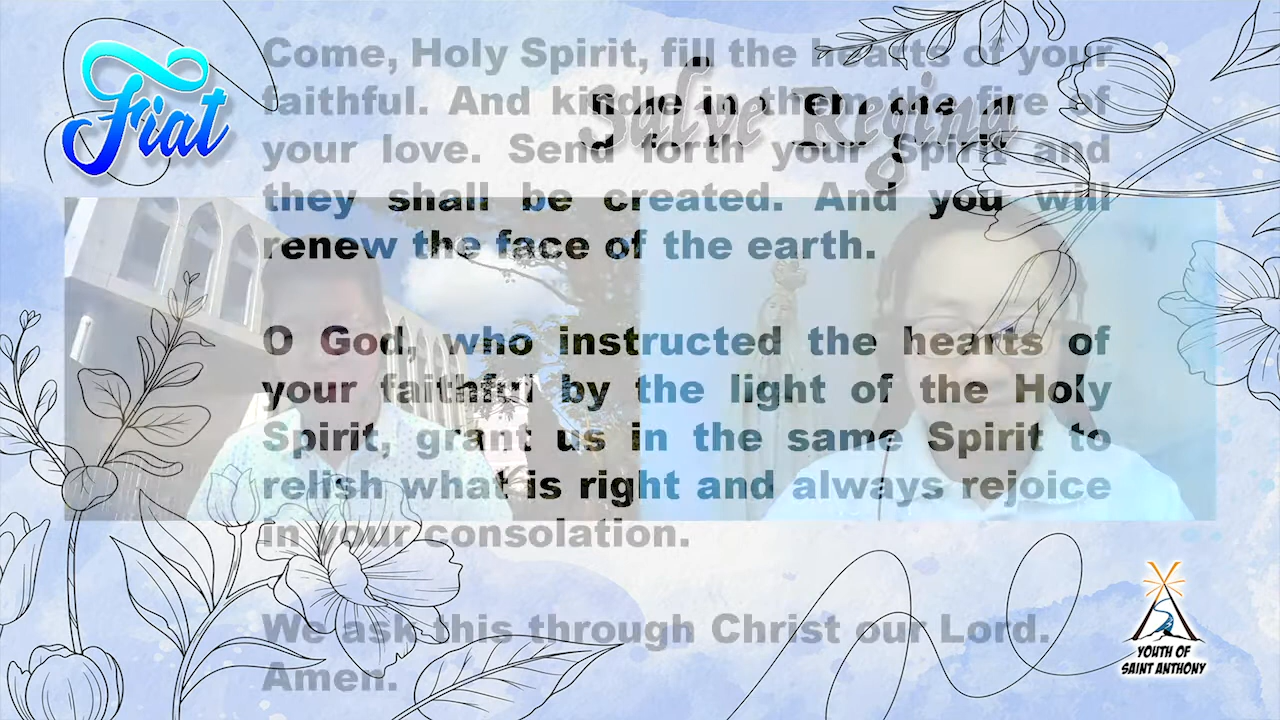 Fiat
Salve Regina
Come, Holy Spirit, fill the hearts of your
faithful. And kindle in them the fire of
your love. Send forth your Spirit and
they shall be created. And you will
renew the face of the earth.
O God, who instructed the hearts of
your faithful by the light of the Holy
Spirit, grant us in the same Spirit to
relish what is right and always rejoice
in your consolation.
We ask this through Christ our Lord.
Amen.
YOUTH OF
SAINT ANTHONY